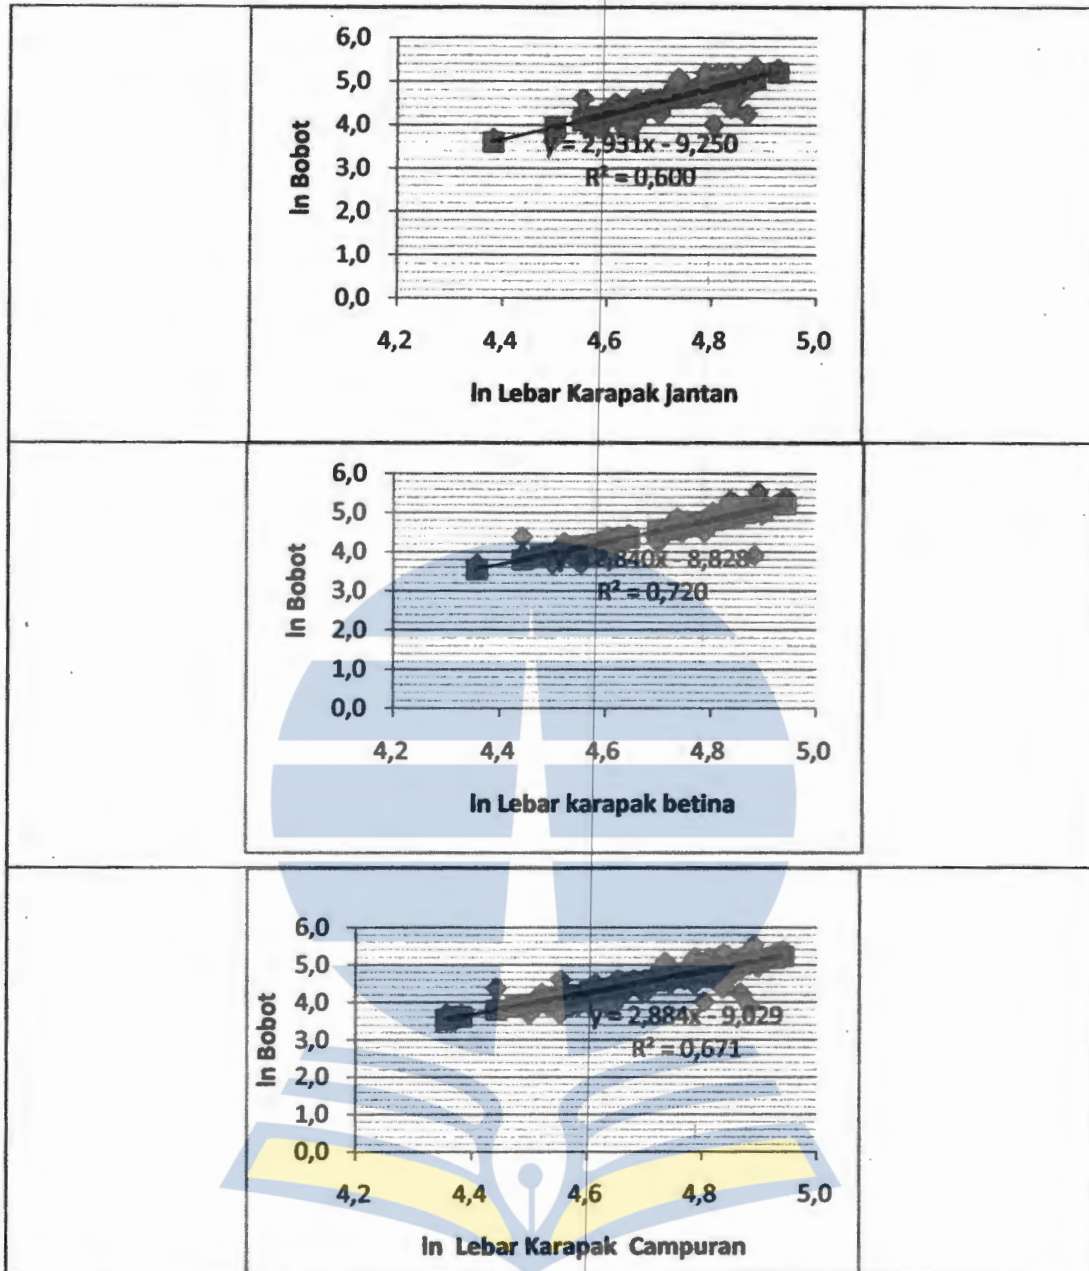 6,0
5,0
4,0
3,0
2,0
1,0
0,0
ln Bobot
y = 2,931x - 9,250
R² = 0,600
4,2 4,4 4,6 4,8 5,0
ln Lebar Karapak jantan
6,0
5,0
4,0
3,0
2,0
1,0
0,0
ln Bobot
2,840x - 8,828
R² = 0,720
4,2 4,4 4,6 4,8 5,0
ln Lebar karapak betina
6,0
5,0
4,0
3,0
2,0
1,0
0,0
ln Bobot
y = 2,884x - 9,029
R² = 0,671
4,2 4,4 4,6 4,8 5,0
ln Lebar Karapak Campuran